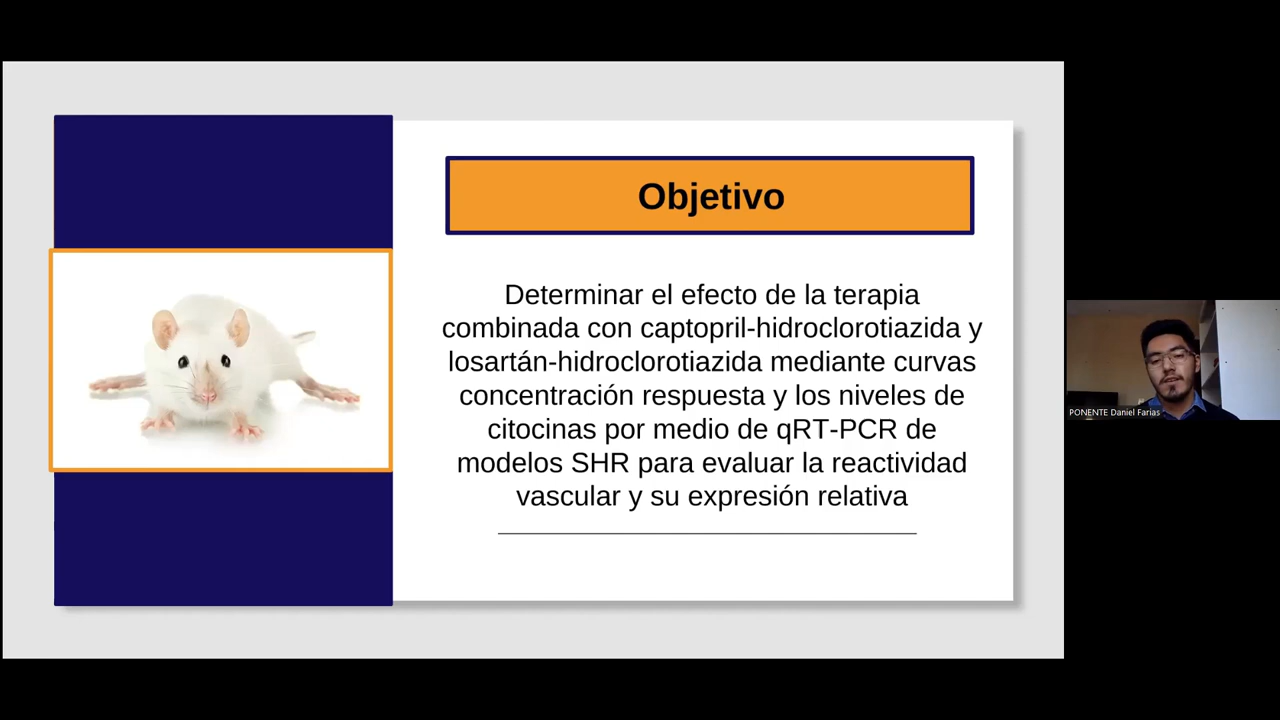 Objetivo
Determinar el efecto de la terapia
combinada con captopril-hidroclorotiazida y
losartán-hidroclorotiazida mediante curvas
concentración respuesta y los niveles de
citocinas por medio de qRT-PCR de
modelos SHR para evaluar la reactividad
vascular y su expresión relativa
PONENTE Daniel Farias